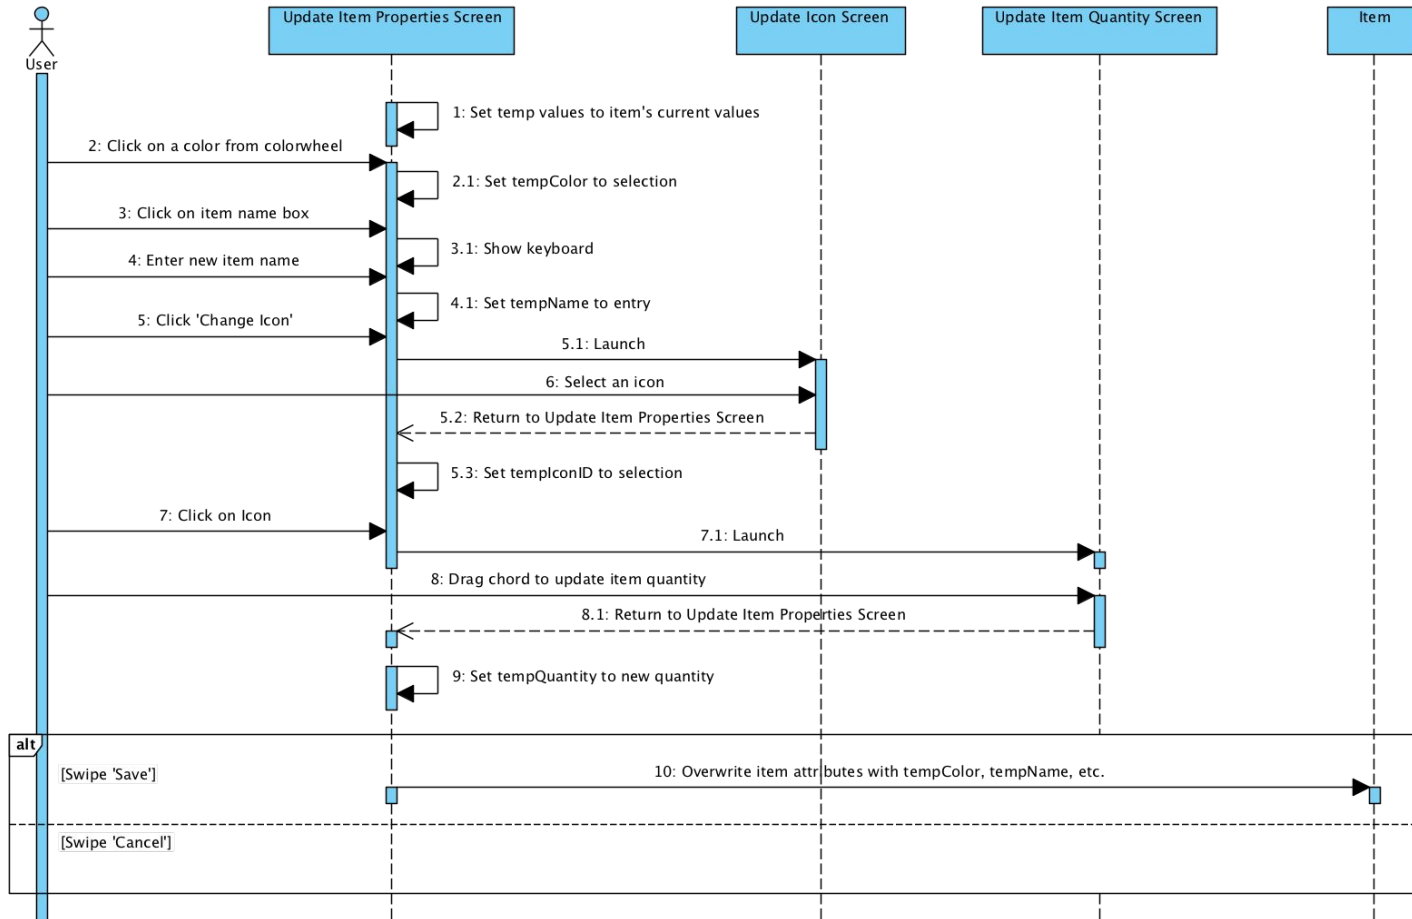 Update Item Properties Screen
Update Icon Screen
Update Item Quantity Screen
Item
User
1: Set temp values to item's current values
2: Click on a color from colorwheel
2.1: Set tempColor to selection
3: Click on item name box
3.1: Show keyboard
4: Enter new item name
4.1: Set tempName to entry
5: Click 'Change Icon'
5.1: Launch
6: Select an icon
5.2: Return to Update Item Properties Screen
5.3: Set tempIconID to selection
7: Click on Icon
7.1: Launch
8: Drag chord to update item quantity
8.1: Return to Update Item Properties Screen
9: Set tempQuantity to new quantity
alt
[Swipe 'Save']
10: Overwrite item attributes with tempColor, tempName, etc.
[Swipe 'Cancel']